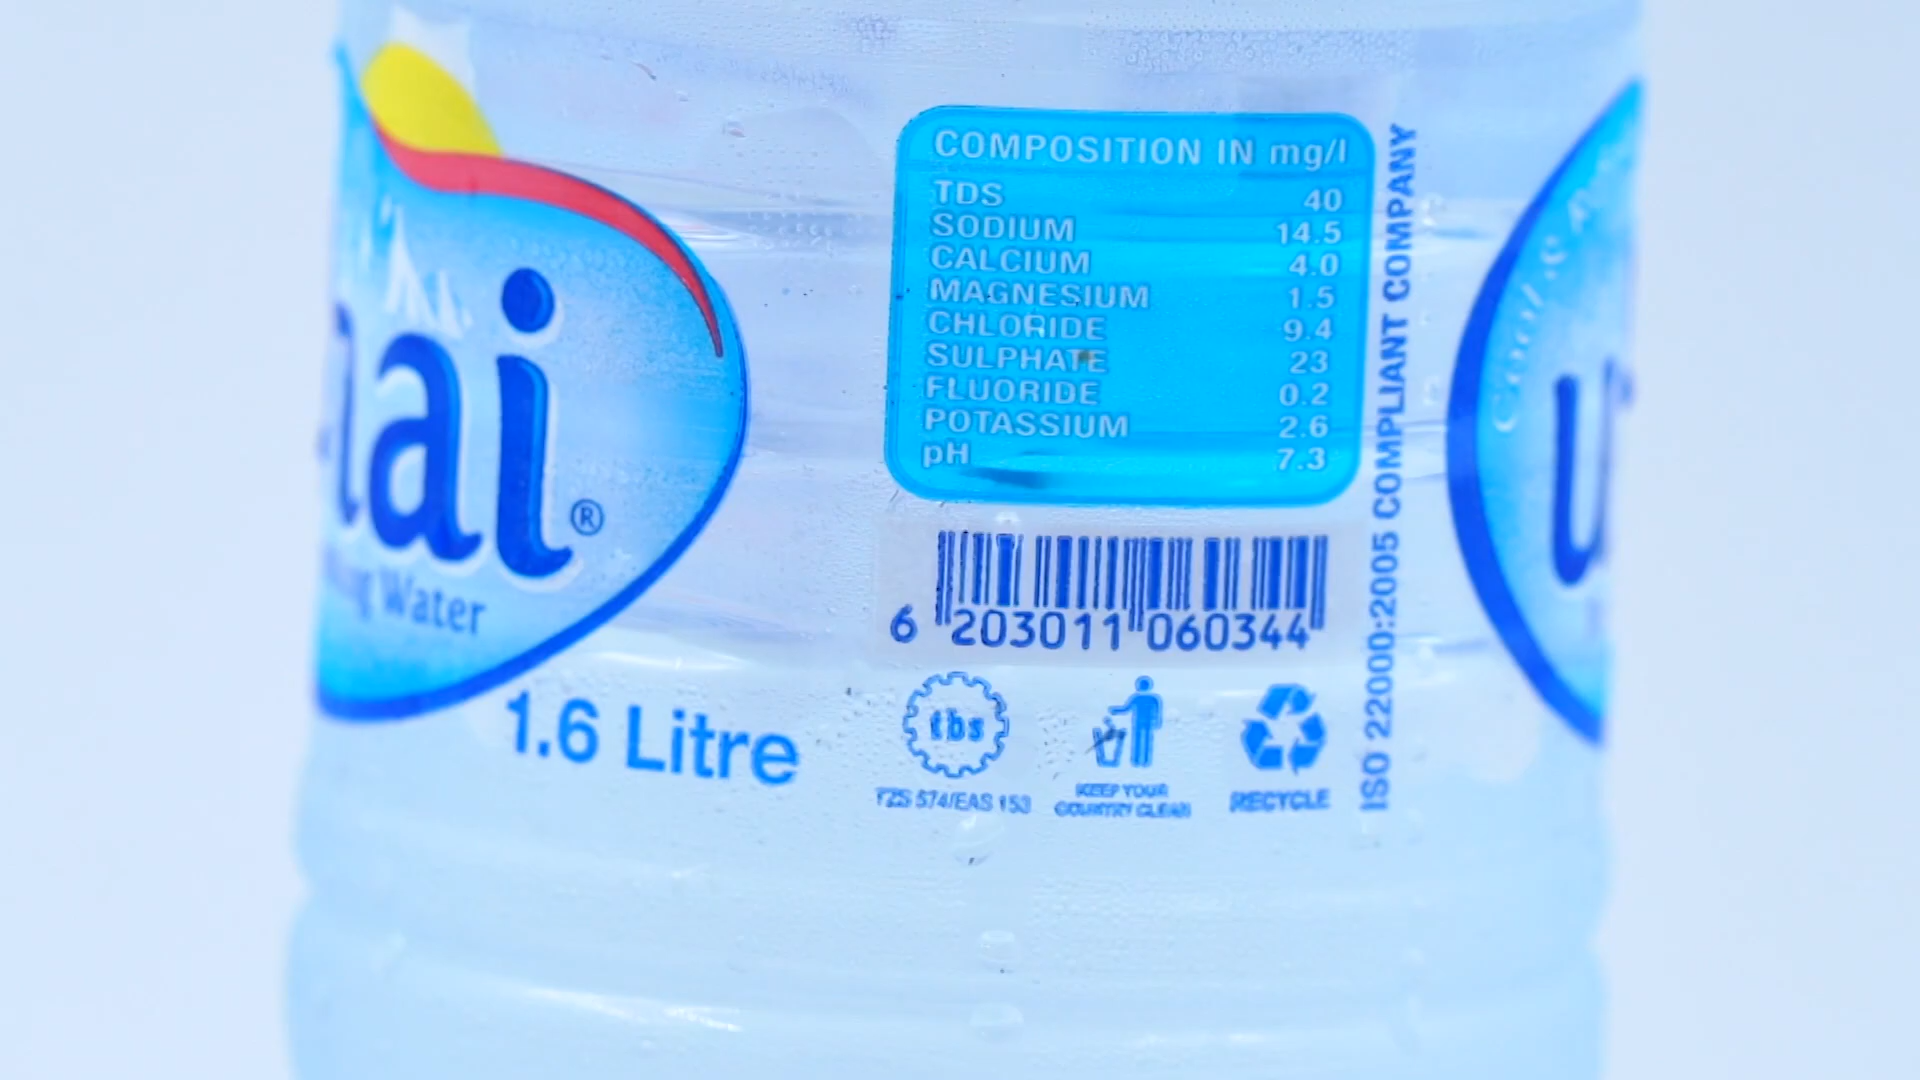 nai®
Water
1.6 Litre
COMPOSITION IN mg/l
TDS 40
SODIUM 14.5
CALCIUM 4.0
MAGNESIUM 1.5
CHLORIDE 9.4
SULPHATE 23
FLUORIDE 0.2
POTASSIUM 2.6
pH 7.3
6 203011 060344
tbs
TZS 574/EAS 153
KEEP YOUR
COUNTRY CLEAN
RECYCLE
ISO 22000:2005 COMPLIANT COMPANY
u